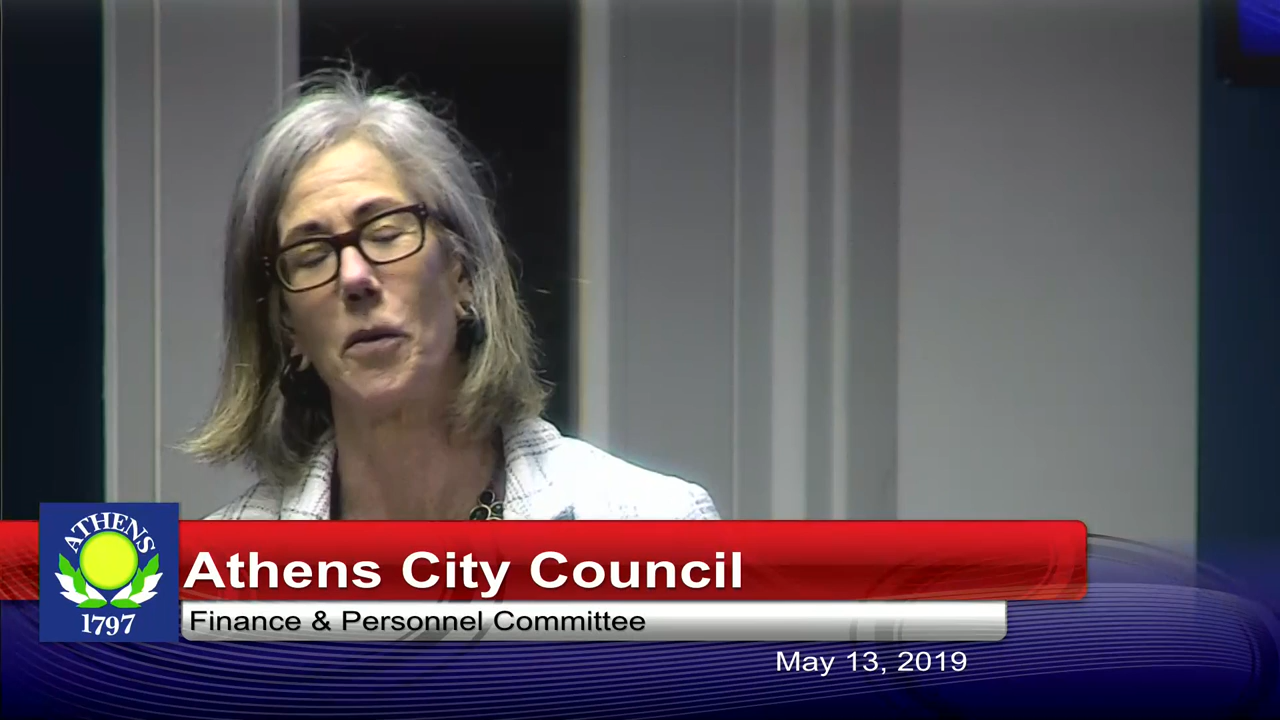 ATHENS
1797
Athens City Council
Finance & Personnel Committee
May 13, 2019